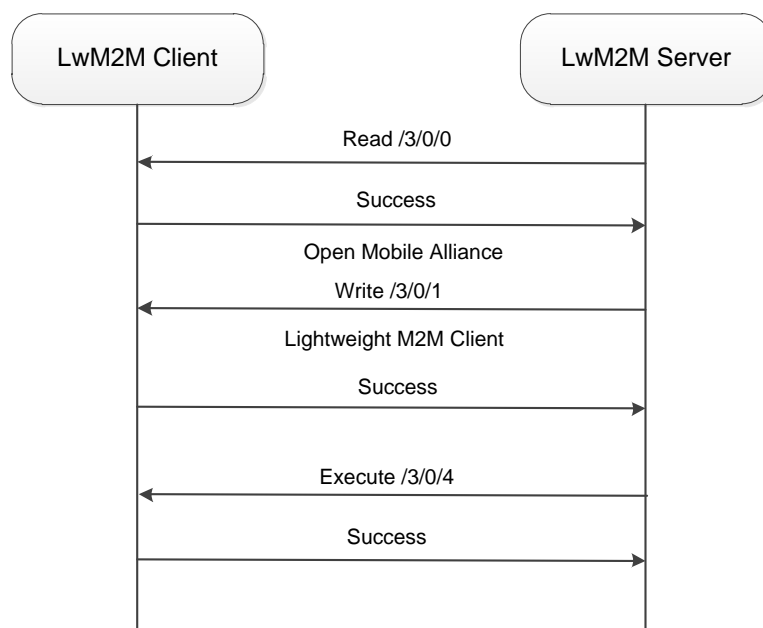 LwM2M Client
LwM2M Server
Read /3/0/0
Success
Open Mobile Alliance
Write /3/0/1
Lightweight M2M Client
Success
Execute /3/0/4
Success